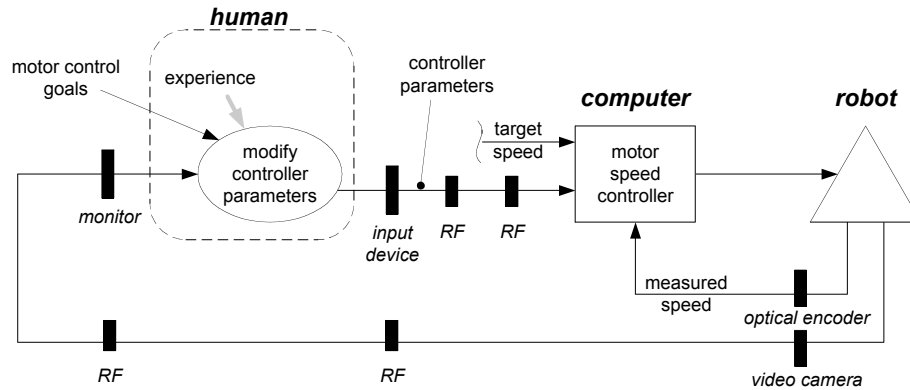 human
motor control
goals
experience
controller
parameters
computer
robot
target
speed
modify
controller
parameters
motor
speed
controller
monitor
input
device
RF
RF
measured
speed
optical encoder
RF
RF
video camera